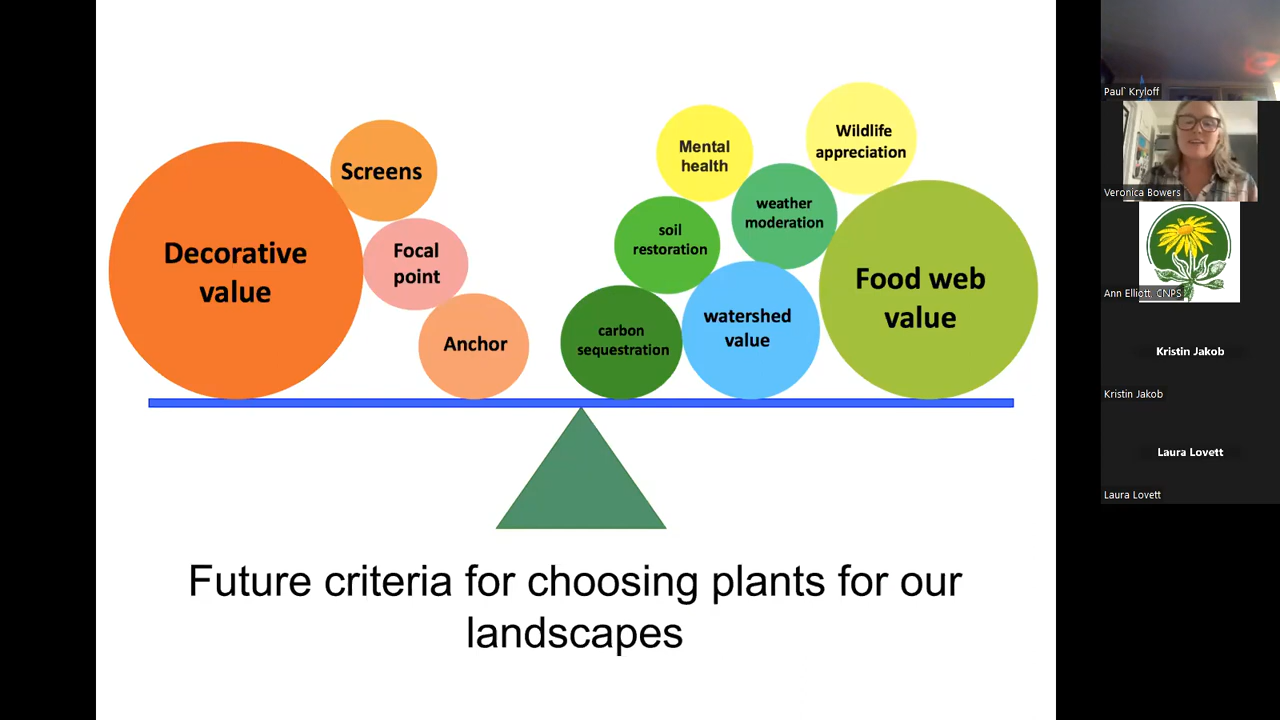 Decorative
value
Screens
Focal
point
Anchor
Mental
health
Wildlife
appreciation
soil
restoration
weather
moderation
carbon
sequestration
watershed
value
Food web
value
Future criteria for choosing plants for our
landscapes
Paul` Kryloff
Veronica Bowers
Ann Elliott, CNPS
Kristin Jakob
Kristin Jakob
Laura Lovett
Laura Lovett